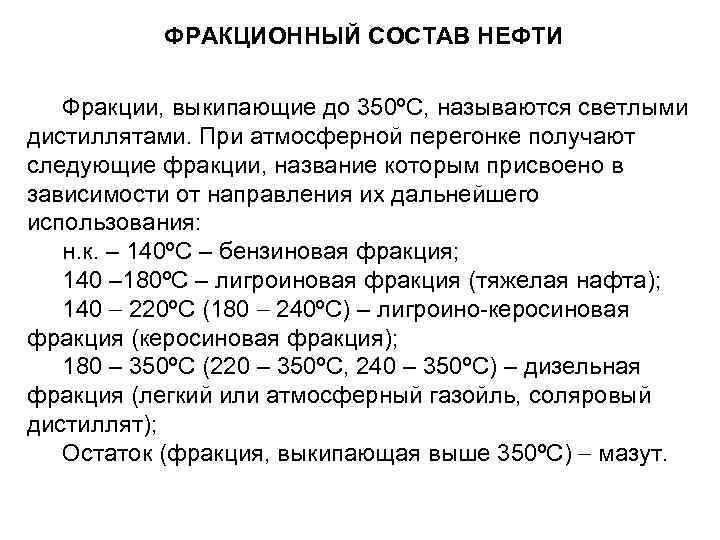 ФРАКЦИОННЫЙ СОСТАВ НЕФТИ
Фракции, выкипающие до 350ºС, называются светлыми
дистиллятами. При атмосферной перегонке получают
следующие фракции, название которым присвоено в
зависимости от направления их дальнейшего
использования:
н.к. – 140ºС – бензиновая фракция;
140 –180ºС – лигроиновая фракция (тяжелая нафта);
140 − 220ºС (180 − 240ºС) – лигроино-керосиновая
фракция (керосиновая фракция);
180 – 350ºС (220 – 350ºС, 240 – 350ºС) – дизельная
фракция (легкий или атмосферный газойль, соляровый
дистиллят);
Остаток (фракция, выкипающая выше 350ºС) − мазут.